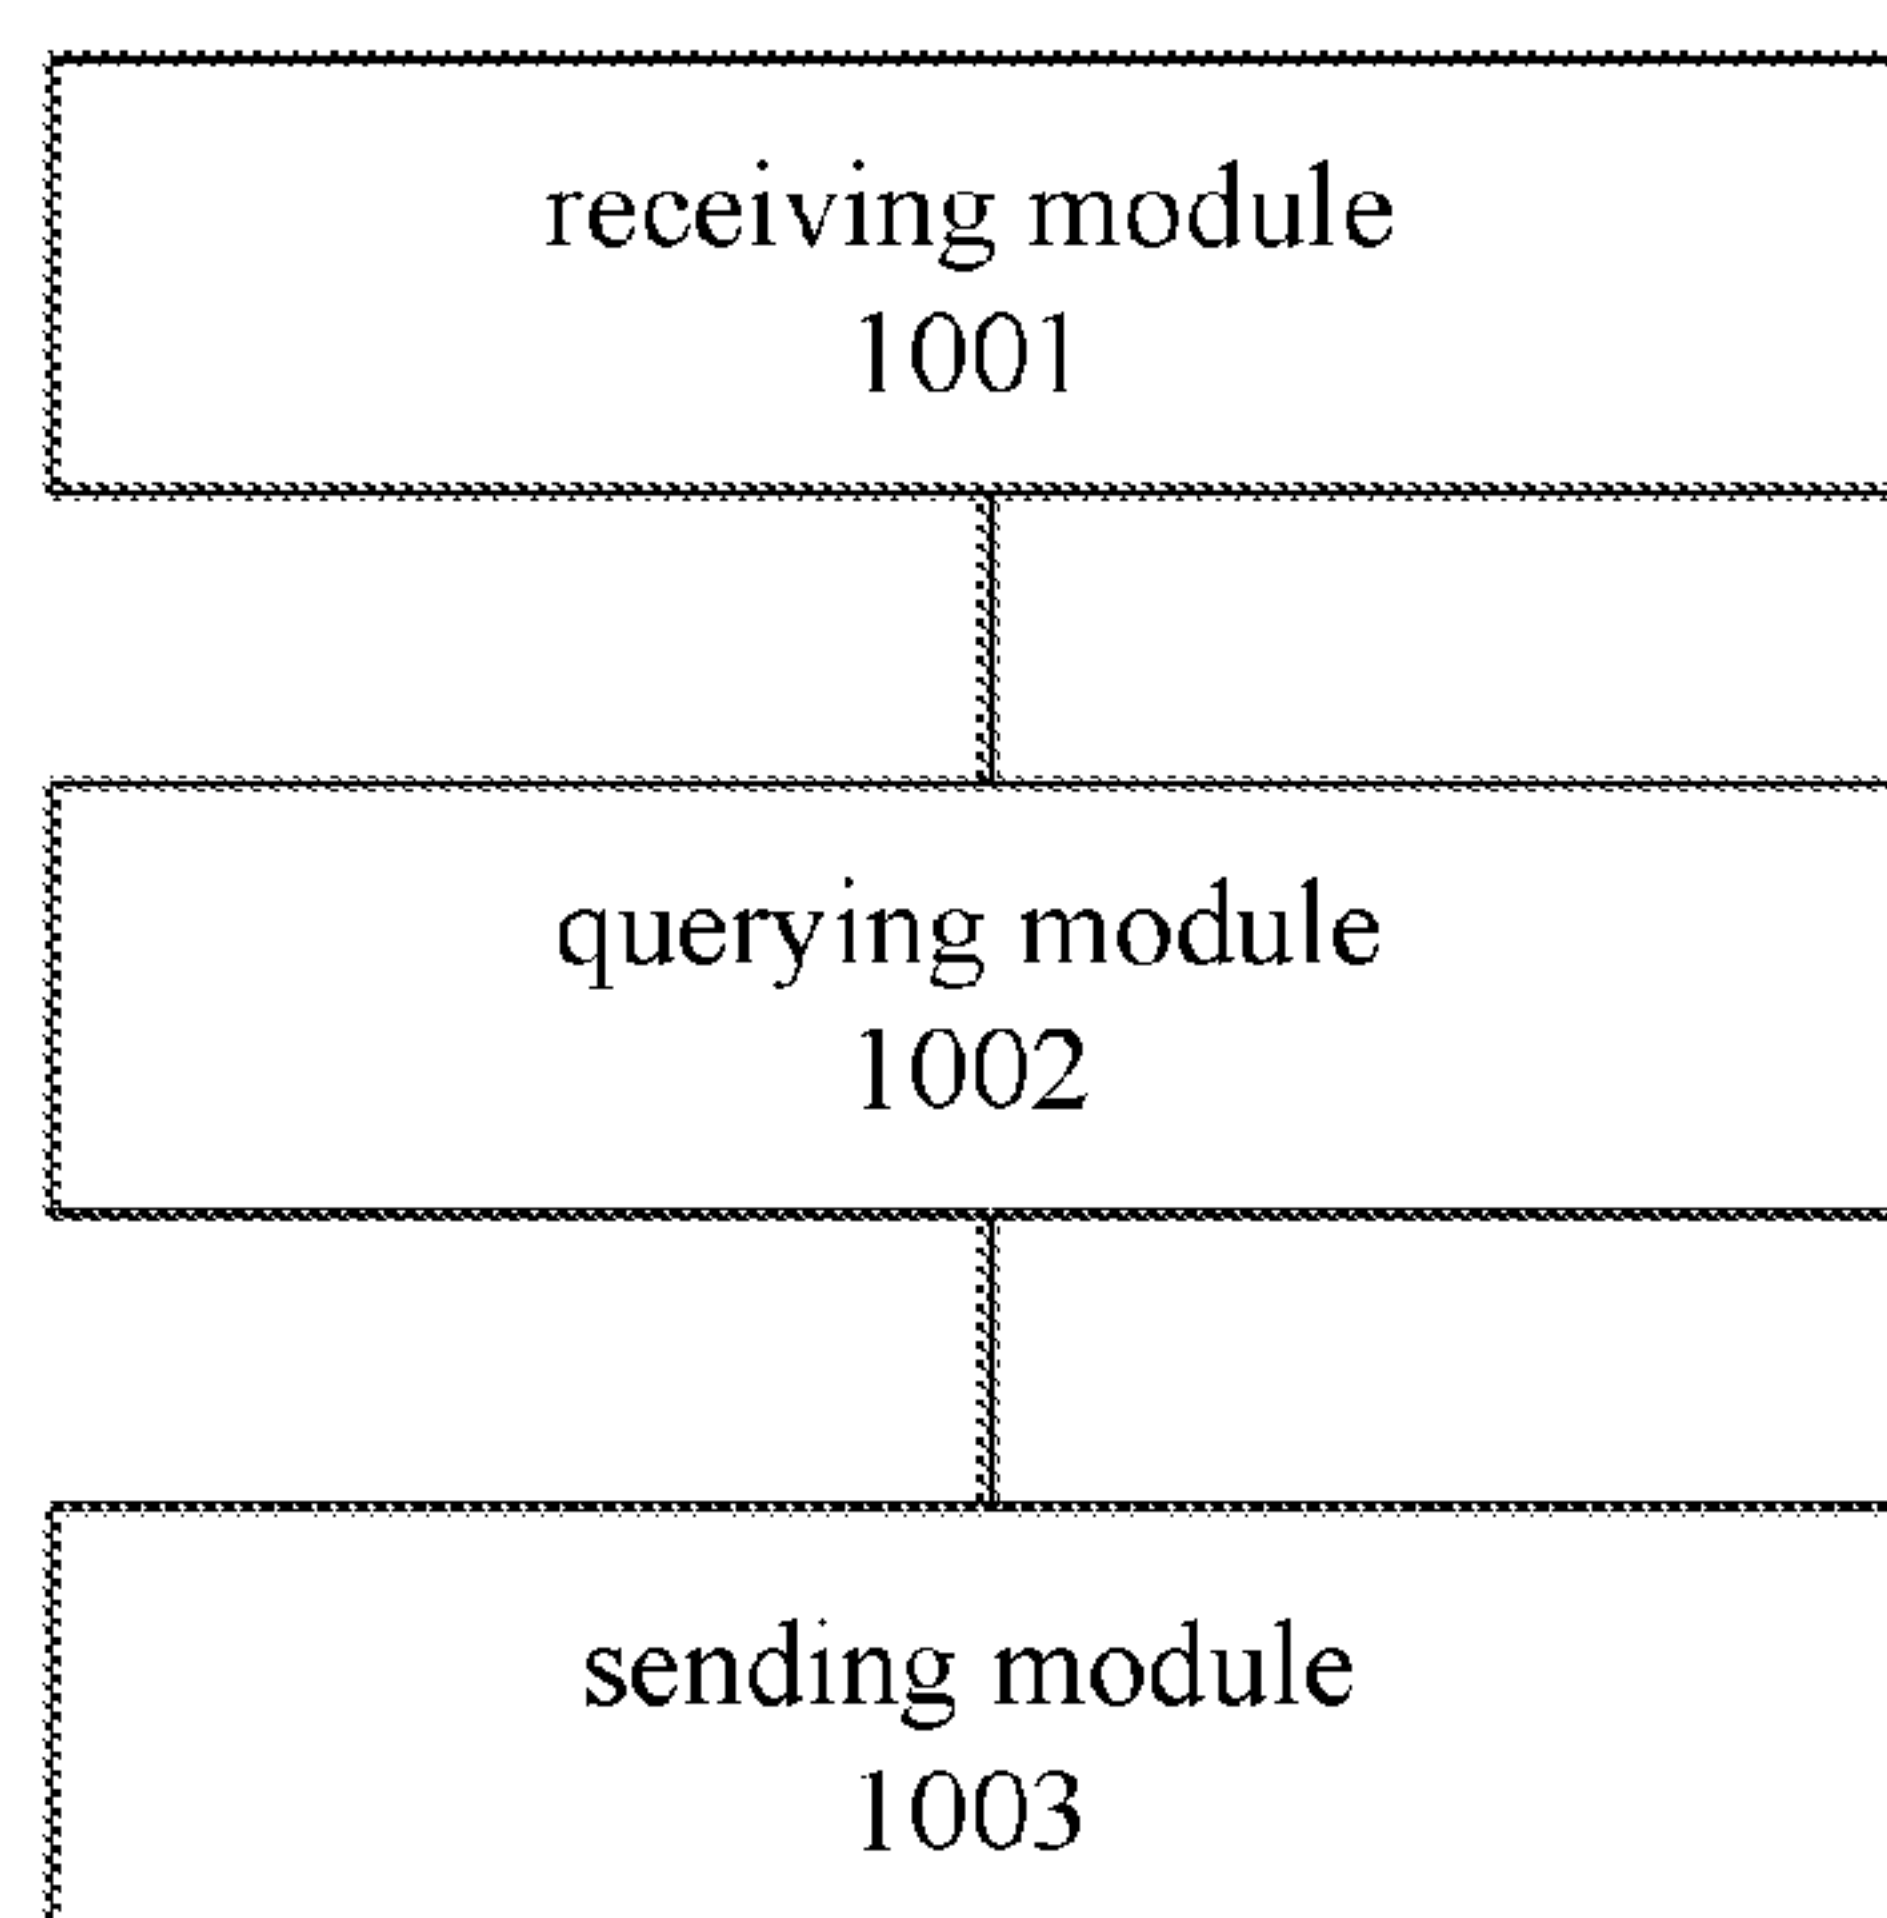 receiving module
1001
querying module
1002
sending module
1003